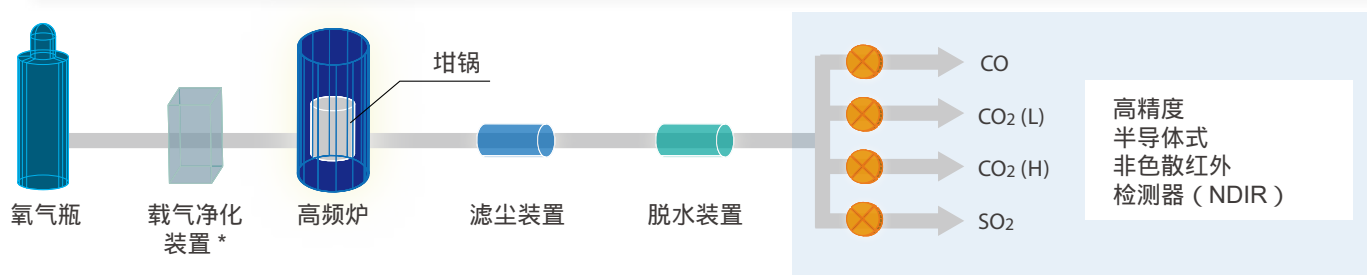 坩锅
氧气瓶
载气净化
装置 *
高频炉
滤尘装置
脱水装置
CO
CO2 (L)
CO2 (H)
SO2
高精度
半导体式
非色散红外
检测器（NDIR）